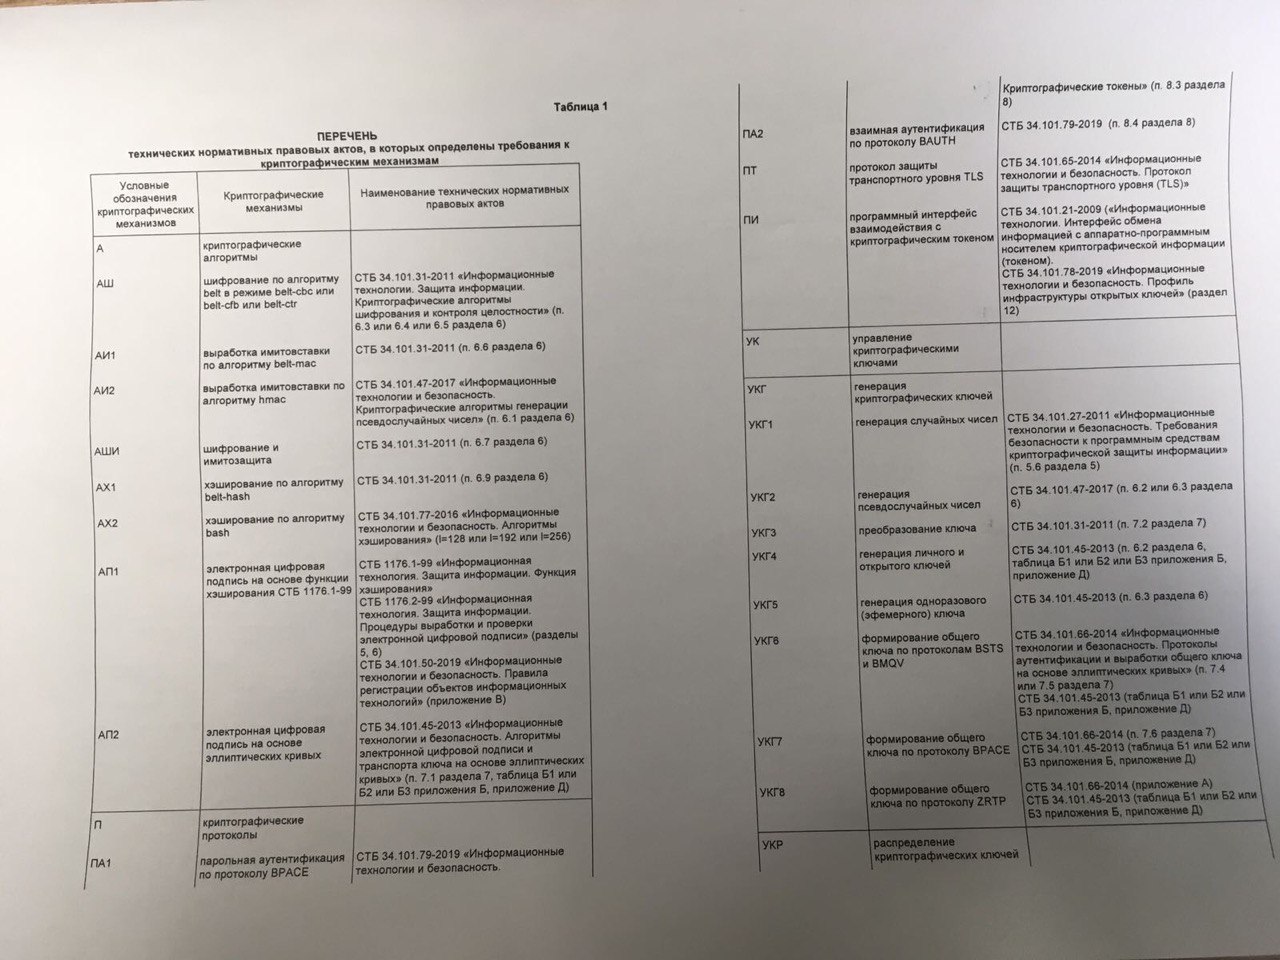 Таблица 1
ПЕРЕЧЕНЬ
технических нормативных правовых актов, в которых определены требования к
криптографическим механизмам
Условные
обозначения
криптографических
механизмов
Криптографические
механизмы
Наименование технических нормативных
правовых актов
А
криптографические
алгоритмы
АШ
шифрование по алгоритму
belt в режиме belt-cbc или
belt-cfb или belt-ctr
СТБ 34.101.31-2011 «Информационные
технологии. Защита информации.
Криптографические алгоритмы
шифрования и контроля целостности» (п.
6.3 или 6.4 или 6.5 раздела 6)
АИ1
выработка имитовставки
по алгоритму belt-mac
СТБ 34.101.31-2011 (п. 6.6 раздела 6)
АИ2
выработка имитовставки по
алгоритму hmac
СТБ 34.101.47-2017 «Информационные
технологии и безопасность.
Криптографические алгоритмы генерации
псевдослучайных чисел» (п. 6.1 раздела 6)
АШИ
шифрование и
имитозащита
СТБ 34.101.31-2011 (п. 6.7 раздела 6)
АХ1
хэширование по алгоритму
belt-hash
СТБ 34.101.31-2011 (п. 6.9 раздела 6)
АХ2
хэширование по алгоритму
bash
СТБ 34.101.77-2016 «Информационные
технологии и безопасность. Алгоритмы
хэширования» (l=128 или l=192 или l=256)
АП1
электронная цифровая
подпись на основе функции
хэширования СТБ 1176.1-99
СТБ 1176.1-99 «Информационная
технология. Защита информации. Функция
хэширования»
СТБ 1176.2-99 «Информационная
технология. Защита информации.
Процедуры выработки и проверки
электронной цифровой подписи» (разделы
5, 6)
СТБ 34.101.50-2019 «Информационные
технологии и безопасность. Правила
регистрации объектов информационных
технологий» (приложение В)
АП2
электронная цифровая
подпись на основе
эллиптических кривых
СТБ 34.101.45-2013 «Информационные
технологии и безопасность. Алгоритмы
электронной цифровой подписи и
транспорта ключа на основе эллиптических
кривых» (п. 7.1 раздела 7, таблица Б1 или
Б2 или Б3 приложения Б, приложение Д)
П
криптографические
протоколы
ПА1
парольная аутентификация
по протоколу BPACE
СТБ 34.101.79-2019 «Информационные
технологии и безопасность.
Криптографические токены» (п. 8.3 раздела
8)
ПА2
взаимная аутентификация
по протоколу BAUTH
СТБ 34.101.79-2019 (п. 8.4 раздела 8)
ПТ
протокол защиты
транспортного уровня TLS
СТБ 34.101.65-2014 «Информационные
технологии и безопасность. Протокол
защиты транспортного уровня (TLS)»
ПИ
программный интерфейс
взаимодействия с
криптографическим токеном
СТБ 34.101.21-2009 («Информационные
технологии. Интерфейс обмена
информацией с аппаратно-программным
носителем криптографической информации
(токеном).
СТБ 34.101.78-2019 «Информационные
технологии и безопасность. Профиль
инфраструктуры открытых ключей» (раздел
12)
УК
управление
криптографическими
ключами
УКГ
генерация
криптографических ключей
УКГ1
генерация случайных чисел
СТБ 34.101.27-2011 «Информационные
технологии и безопасность. Требования
безопасности к программным средствам
криптографической защиты информации»
(п. 5.6 раздела 5)
УКГ2
генерация
псевдослучайных чисел
СТБ 34.101.47-2017 (п. 6.2 или 6.3 раздела
6)
УКГ3
преобразование ключа
СТБ 34.101.31-2011 (п. 7.2 раздела 7)
УКГ4
генерация личного и
открытого ключей
СТБ 34.101.45-2013 (п. 6.2 раздела 6,
таблица Б1 или Б2 или Б3 приложения Б,
приложение Д)
УКГ5
генерация одноразового
(эфемерного) ключа
СТБ 34.101.45-2013 (п. 6.3 раздела 6)
УКГ6
формирование общего
ключа по протоколам BSTS
и BMQV
СТБ 34.101.66-2014 «Информационные
технологии и безопасность. Протоколы
аутентификации и выработки общего ключа
на основе эллиптических кривых» (п. 7.4
или 7.5 раздела 7)
СТБ 34.101.45-2013 (таблица Б1 или Б2 или
Б3 приложения Б, приложение Д)
УКГ7
формирование общего
ключа по протоколу BPACE
СТБ 34.101.66-2014 (п. 7.6 раздела 7)
СТБ 34.101.45-2013 (таблица Б1 или Б2 или
Б3 приложения Б, приложение Д)
УКГ8
формирование общего
ключа по протоколу ZRTP
СТБ 34.101.66-2014 (приложение А)
СТБ 34.101.45-2013 (таблица Б1 или Б2 или
Б3 приложения Б, приложение Д)
УКР
распределение
криптографических ключей